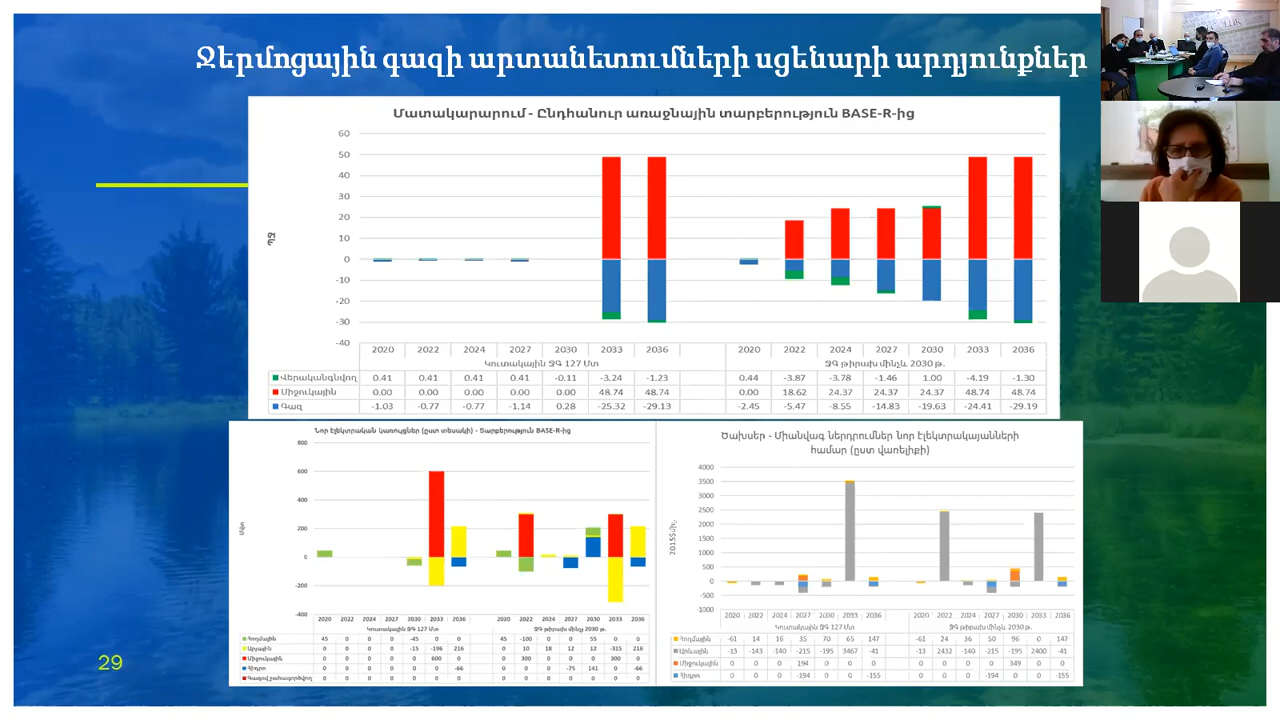 Ջերմոցային գազի արտանետումների սցենարի արդյունքներ
Մատակարարում - Ընդհանուր առաջնային տարբերություն BASE-R-ից
60
50
40
30
20
10
0
-10
-20
-30
-40
ՊՋ
2020 2022 2024 2027 2030 2033 2036 2020 2022 2024 2027 2030 2033 2036
Կուտակային ՋԳ 127 Մտ ՋԳ թիրախ մինչև 2030 թ.
Վերականգնվող 0.41 0.41 0.41 0.41 -0.11 -3.24 -1.23 0.44 -3.87 -3.78 -1.46 1.00 -4.19 -1.30
Միջուկային 0.00 0.00 0.00 0.00 0.00 48.74 48.74 0.00 18.62 24.37 24.37 24.37 48.74 48.74
Գազ -1.03 -0.77 -0.77 -1.14 0.28 -25.32 -29.13 -2.45 -5.47 -8.55 -14.83 -19.63 -24.41 -29.19
Նոր էլեկտրական կառույցներ (ըստ տեսակի) - Տարբերություն BASE-R-ից
800
600
400
200
0
-200
-400
ՄՎտ
2020 2022 2024 2027 2030 2033 2036 2020 2022 2024 2027 2030 2033 2036
Կուտակային ՋԳ 127 Մտ ՋԳ թիրախ մինչ 2030 թ.
Հողմային 45 0 0 0 -45 0 0 45 -100 0 0 55 0 0
Արևային 0 0 0 0 -15 -196 216 0 10 18 12 12 -315 216
Միջուկային 0 0 0 0 0 600 0 0 300 0 0 0 300 0
Հիդրո 0 0 0 0 0 0 -66 0 0 0 -75 141 0 -66
0 0 0 0 0 0 0 0 0 0 0 0 0 0
Ծախսեր - Միանվագ ներդրումներ նոր էլեկտրակայանների
համար (ըստ վառելիքի)
4000
3500
3000
2500
2000
1500
1000
500
0
-500
-1000
2015$մլ.
2020 2022 2024 2027 2030 2033 2036 2020 2022 2024 2027 2030 2033 2036
Կուտակային ՋԳ 127 Մտ ՋԳ թիրախ մինչև 2030 թ.
Հողմային -61 14 16 35 70 65 147 -61 24 36 50 96 0 147
Արևային -13 -143 -140 -215 -195 3467 -41 -13 2432 -140 -215 -195 2400 -41
Միջուկային 0 0 0 194 0 0 0 0 0 0 0 349 0 0
Հիդրո 0 0 0 -194 0 0 -155 0 0 0 -194 0 0 -155
29